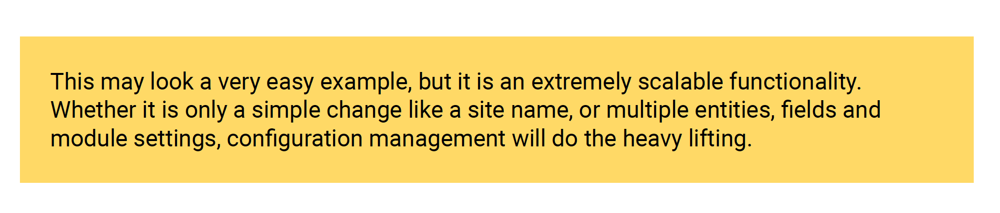 This may look a very easy example, but it is an extremely scalable functionality.
Whether it is only a simple change like a site name, or multiple entities, fields and
module settings, configuration management will do the heavy lifting.